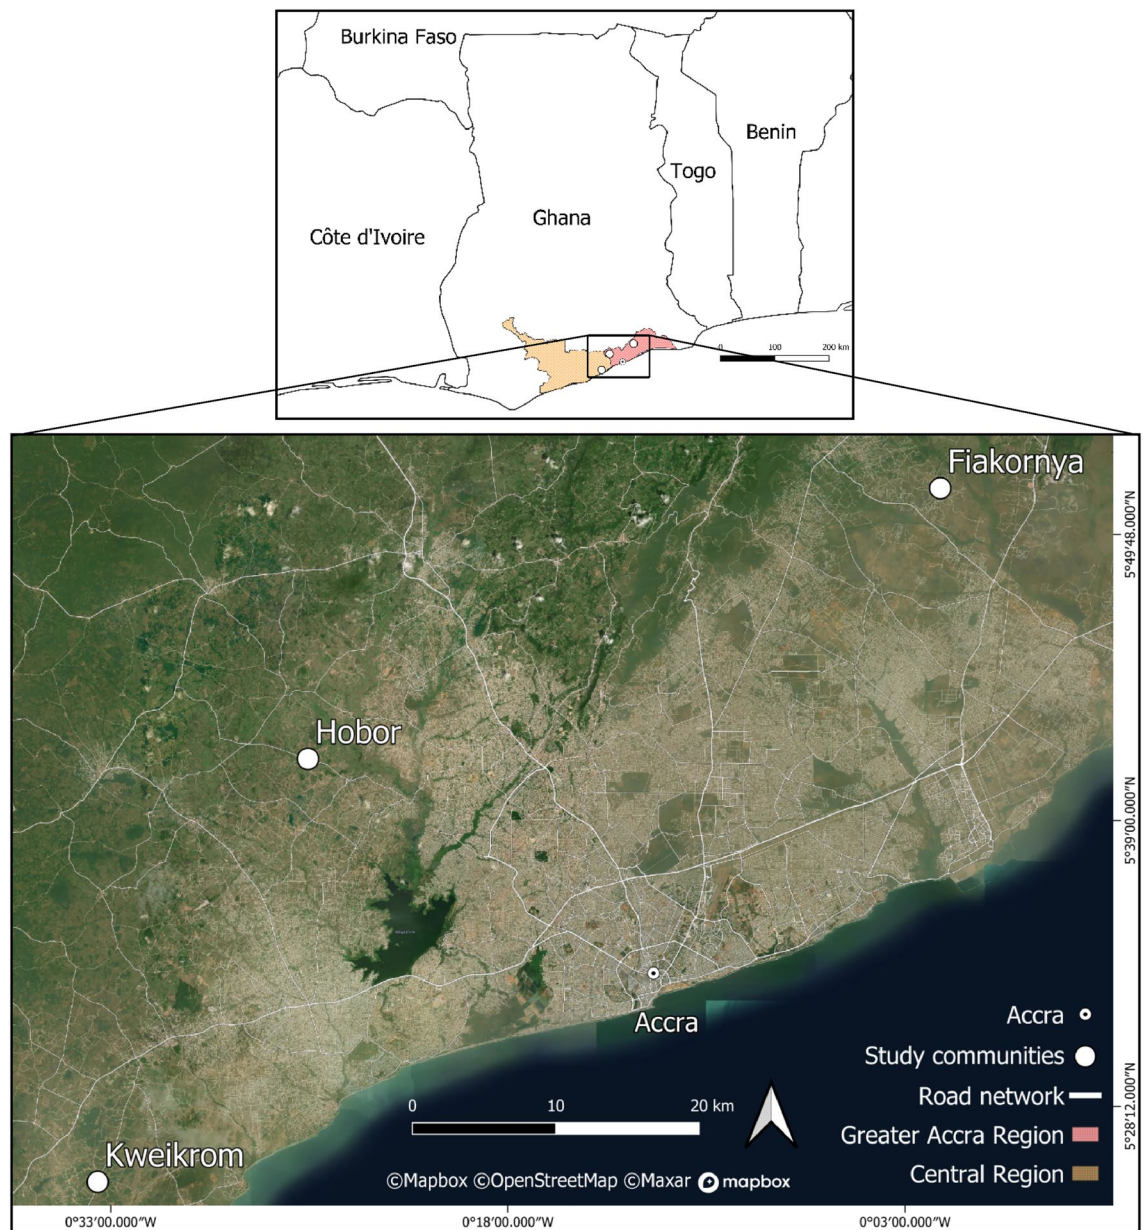 Burkina Faso
Benin
Togo
Ghana
Côte d'Ivoire
0 100 200 km
Fiakornya
5°49'48.000"N
Hobor
5°39'00.000"N
Accra
Accra
Study communities
0 10 20 km
Road network
5°28'12.000"N
Greater Accra Region
Kweikrom
Central Region
©Mapbox ©OpenStreetMap ©Maxar mapbox
0°33'00.000"W 0°18'00.000"W 0°03'00.000"W